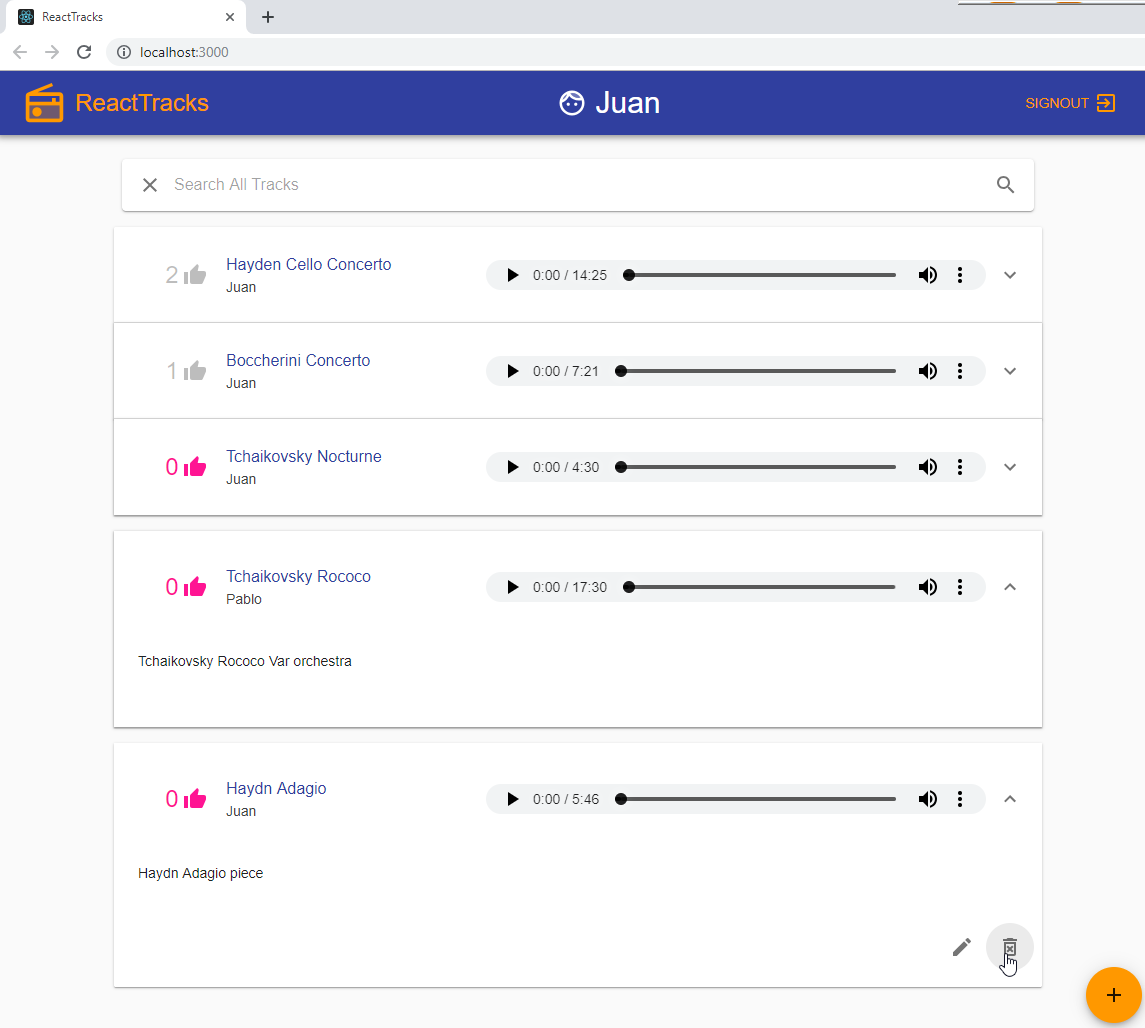 ReactTracks
localhost:3000
ReactTracks
Juan
SIGNOUT
Search All Tracks
2
Hayden Cello Concerto
Juan
0:00 / 14:25
1
Boccherini Concerto
Juan
0:00 / 7:21
0
Tchaikovsky Nocturne
Juan
0:00 / 4:30
0
Tchaikovsky Rococo
Pablo
0:00 / 17:30
Tchaikovsky Rococo Var orchestra
0
Haydn Adagio
Juan
0:00 / 5:46
Haydn Adagio piece